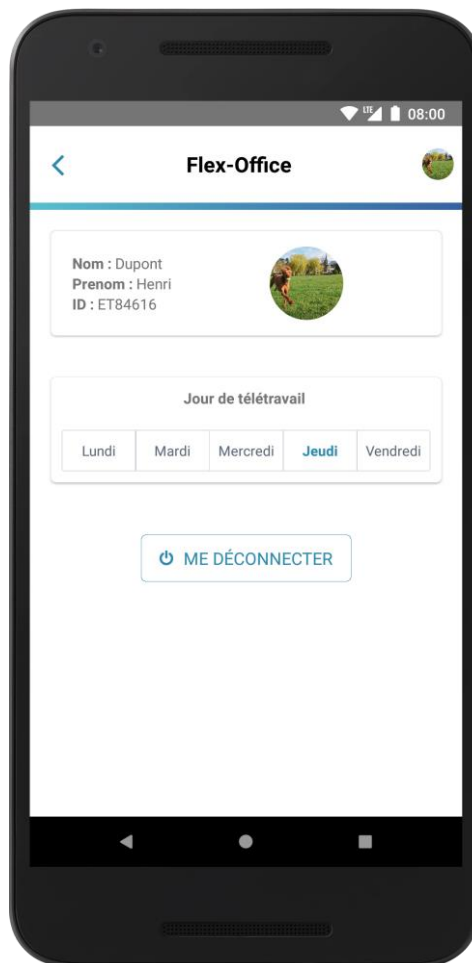 LTE 08:00
Flex-Office
Nom : Dupont
Prenom : Henri
ID : ET84616
Jour de télétravail
Lundi Mardi Mercredi Jeudi Vendredi
ME DÉCONNECTER